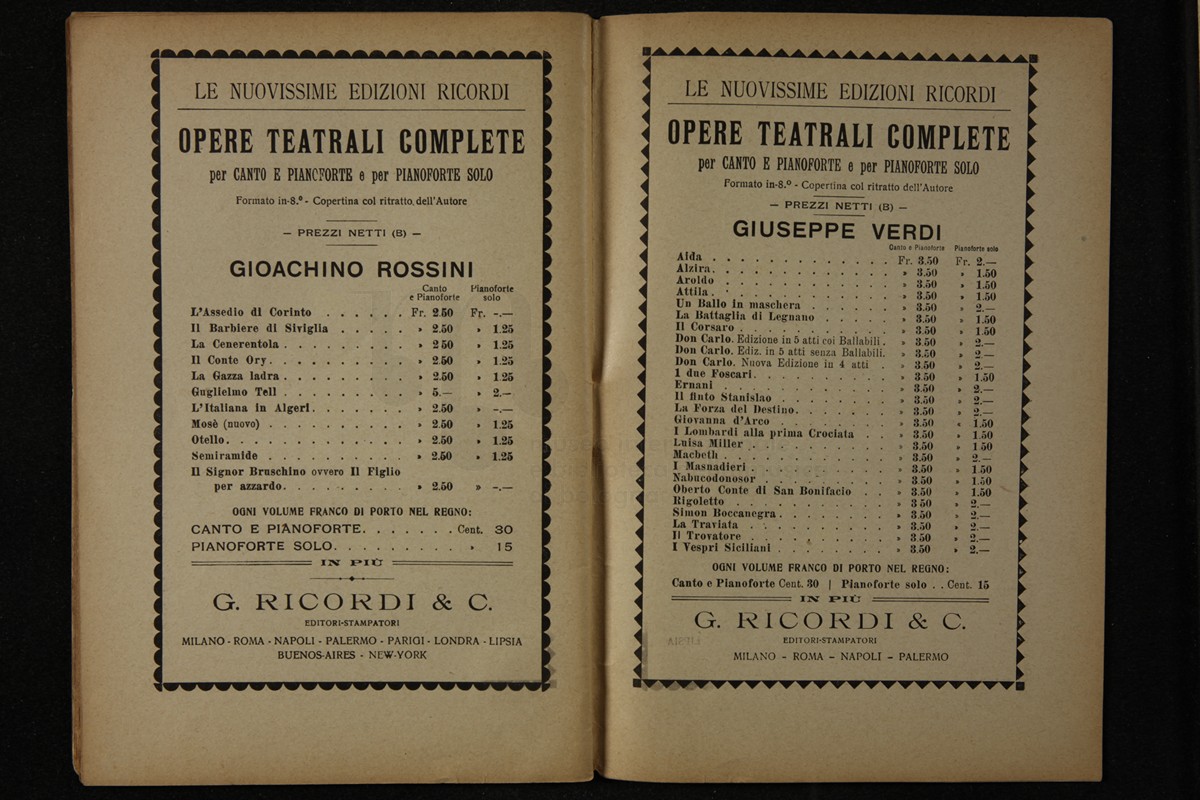 LE NUOVISSIME EDIZIONI RICORDI
OPERE TEATRALI COMPLETE
per CANTO E PIANOFORTE e per PIANOFORTE SOLO
Formato in-8.º - Copertina col ritratto dell'Autore
— PREZZI NETTI (B) —
GIOACHINO ROSSINI
Canto e Pianoforte Pianoforte solo
L'Assedio di Corinto . . . . . . Fr. 2.50 Fr. -.—
Il Barbiere di Siviglia . . . . . » 2.50 » 1.25
La Cenerentola . . . . . . . . . » 2 50 » 1.25
Il Conte Ory. . . . . . . . . . » 2.50 » 1.25
La Gazza ladra . . . . . . . . . » 2.50 » 1 25
Guglielmo Tell . . . . . . . . . » 5.— » 2.—
L'Italiana in Algeri. . . . . . . » 2.50 » -.—
Mosè (nuovo) . . . . . . . . . . » 2.50 » 1.25
Otello. . . . . . . . . . . . . » 2.50 » 1.25
Semiramide . . . . . . . . . . » 2.50 » 1.25
Il Signor Bruschino ovvero Il Figlio
per azzardo. . . . . . . . . » 2.50 » -.—
OGNI VOLUME FRANCO DI PORTO NEL REGNO:
CANTO E PIANOFORTE. . . . . . . Cent. 30
PIANOFORTE SOLO. . . . . . . . . » 15
IN PIÙ
G. RICORDI & C.
EDITORI-STAMPATORI
MILANO - ROMA - NAPOLI - PALERMO - PARIGI - LONDRA - LIPSIA
BUENOS-AIRES - NEW-YORK
LE NUOVISSIME EDIZIONI RICORDI
OPERE TEATRALI COMPLETE
per CANTO E PIANOFORTE e per PIANOFORTE SOLO
Formato in-8.º - Copertina col ritratto dell'Autore
— PREZZI NETTI (B) —
GIUSEPPE VERDI
Canto e Pianoforte Pianoforte solo
Aida . . . . . . . . . . . . . Fr. 3.50 Fr. 2.—
Alzira. . . . . . . . . . . . . » 3.50 » 1.50
Aroldo . . . . . . . . . . . . » 3.50 » 1.50
Attila . . . . . . . . . . . . . » 3.50 » 1.50
Un Ballo in maschera . . . . . . » 3.50 » 2.—
La Battaglia di Legnano . . . . . » 3.50 » 1.50
Il Corsaro . . . . . . . . . . . » 3.50 » 1.50
Don Carlo. Edizione in 5 atti coi Ballabili . » 3.50 » 2.—
Don Carlo. Ediz. in 5 atti senza Ballabili. » 3.50 » 2.—
Don Carlo. Nuova Edizione in 4 atti . » 3.50 » 2.—
I due Foscari. . . . . . . . . . » 3.50 » 1.50
Ernani . . . . . . . . . . . . » 3.50 » 2.—
Il finto Stanislao . . . . . . . . » 3.50 » 2.—
La Forza del Destino. . . . . . . » 3.50 » 2.—
Giovanna d'Arco . . . . . . . . » 3.50 « 1.50
I Lombardi alla prima Crociata . . » 3.50 » 1.50
Luisa Miller . . . . . . . . . . » 3.50 » 1 50
Macbeth . . . . . . . . . . . . » 3.50 » 2.—
I Masnadieri . . . . . . . . . . » 3.50 » 1 50
Nabucodonosor . . . . . . . . . » 3 50 » 1.50
Oberto Conte di San Bonifacio . . » 3.50 » 1.50
Rigoletto . . . . . . . . . . . » 3 50 » 2.—
Simon Boccanegra. . . . . . . . » 3.50 » 2.—
La Traviata . . . . . . . . . . » 3 50 » 2.—
Il Trovatore . . . . . . . . . . » 3 50 » 2.—
I Vespri Siciliani . . . . . . . . » 3.50 » 2.—
OGNI VOLUME FRANCO DI PORTO NEL REGNO:
Canto e Pianoforte Cent. 30 | Pianoforte solo . . Cent. 15
IN PIÙ
G. RICORDI & C.
EDITORI-STAMPATORI
MILANO - ROMA - NAPOLI - PALERMO